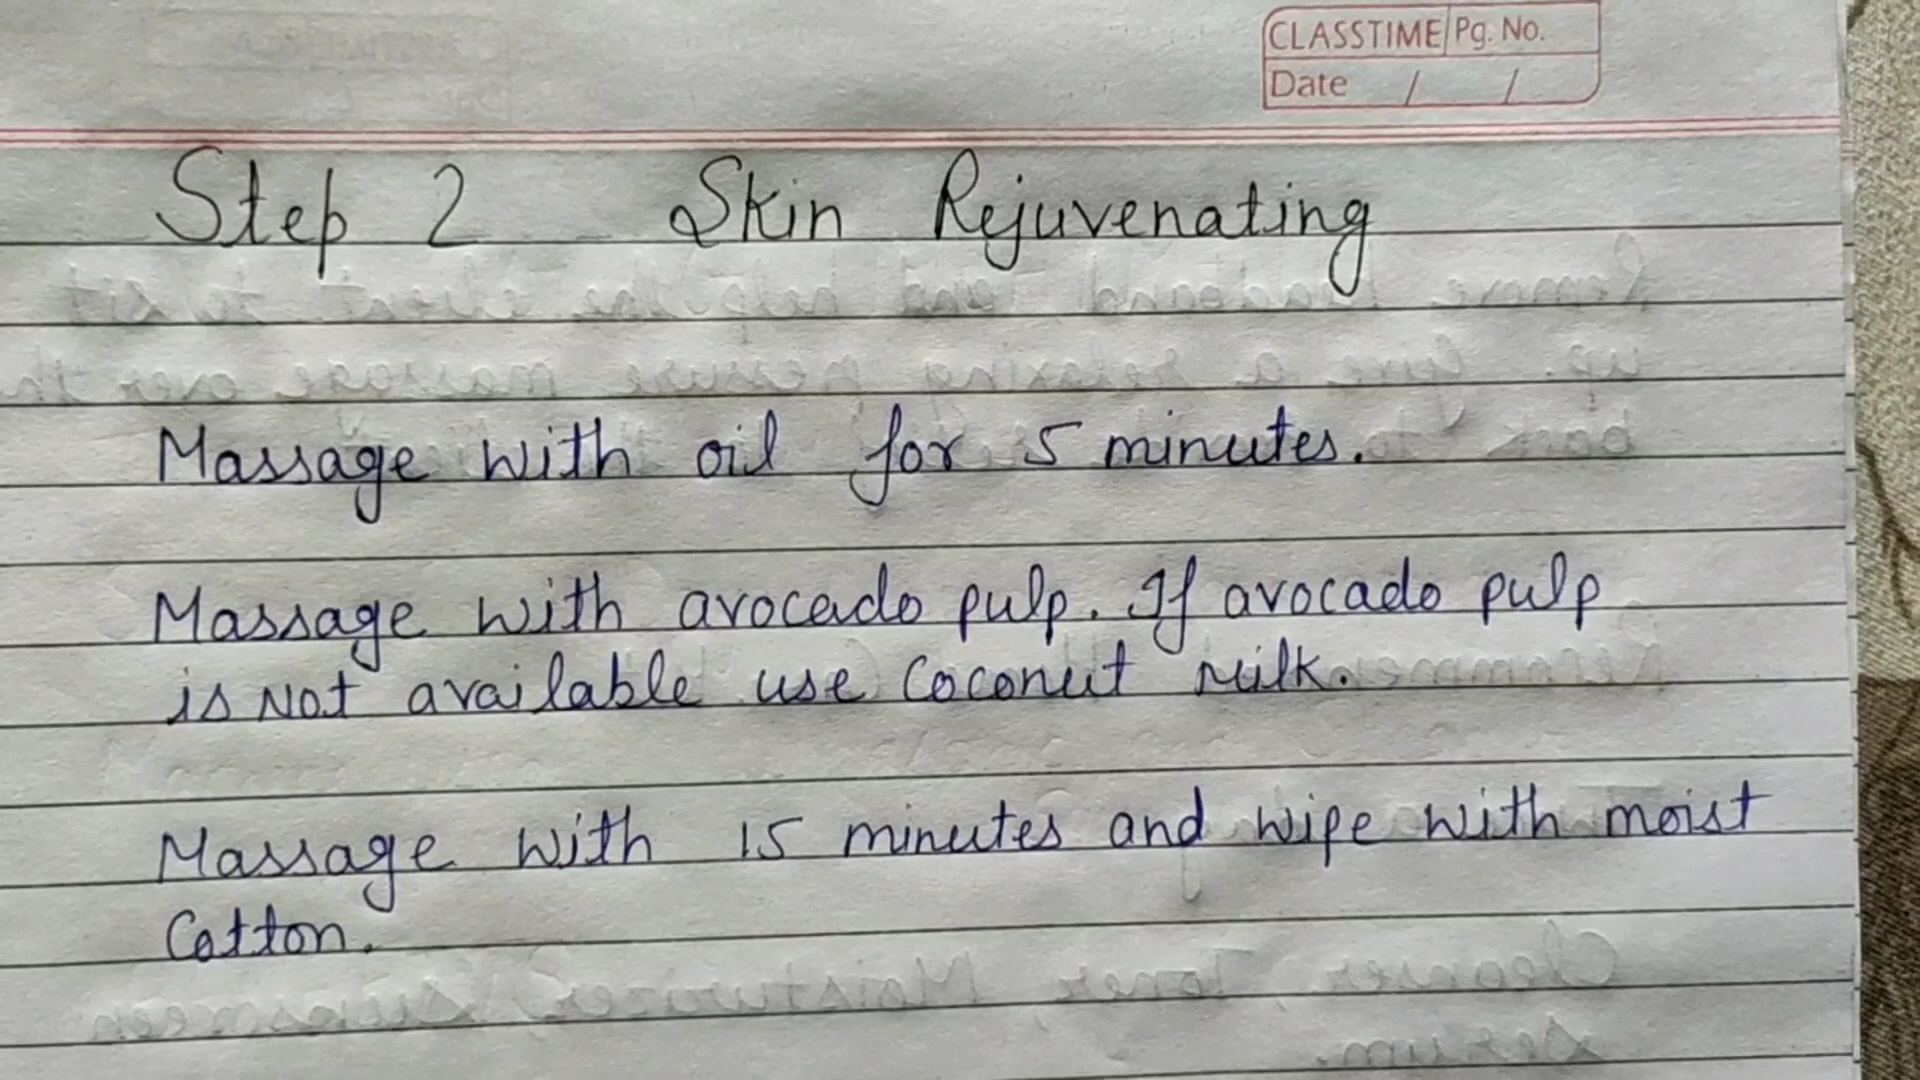 CLASSTIME Pg. No.
Date / /
Step 2 Skin Rejuvenating
Massage with oil for 5 minutes.
Massage with avocado pulp. If avocado pulp
is Not available use Coconut milk.
Massage with 15 minutes and wipe with moist
Cotton.